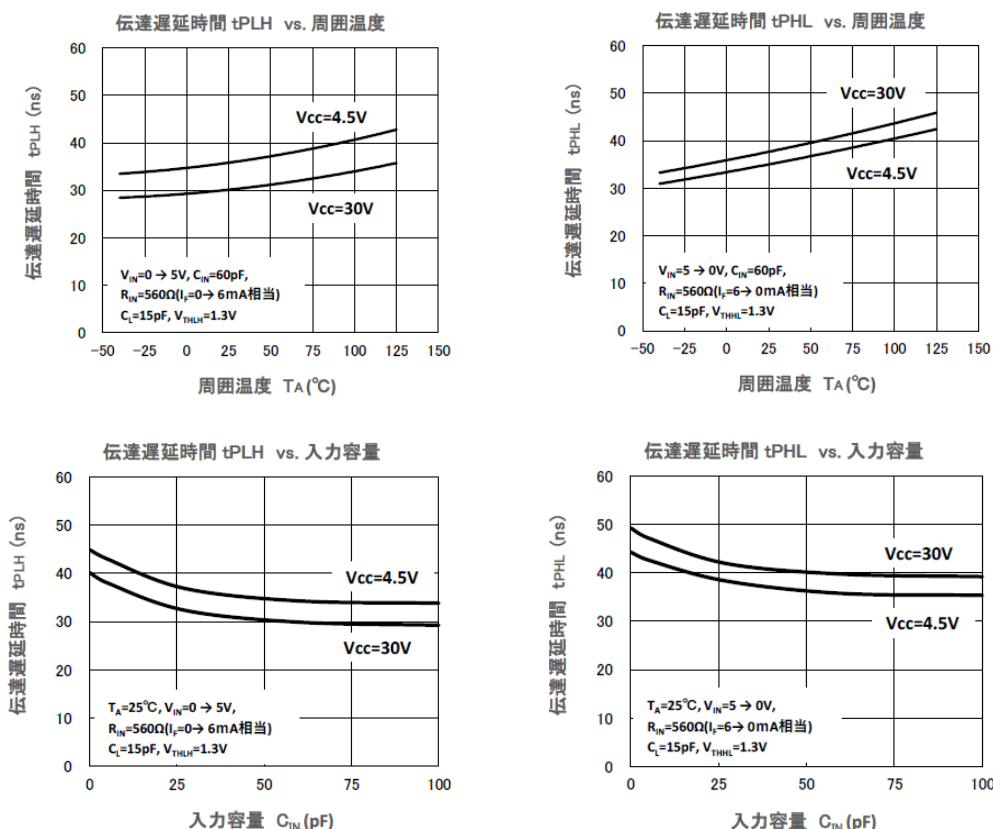 伝達遅延時間 tPLH vs. 周囲温度
伝達遅延時間 tPLH (ns)
60
50
40
30
20
10
0
Vcc=4.5V
Vcc=30V
VIN=0→5V, CIN=60pF,
RIN=560Ω(IF=0→6mA相当)
CL=15pF, VTHLH=1.3V
-50 -25 0 25 50 75 100 125 150
周囲温度 TA(℃)
伝達遅延時間 tPHL vs. 周囲温度
伝達遅延時間 tPHL (ns)
60
50
40
30
20
10
0
Vcc=30V
Vcc=4.5V
VIN=5→0V, CIN=60pF,
RIN=560Ω(IF=6→0mA相当)
CL=15pF, VTHHL=1.3V
-50 -25 0 25 50 75 100 125 150
周囲温度 TA(℃)
伝達遅延時間 tPLH vs. 入力容量
伝達遅延時間 tPLH (ns)
60
50
40
30
20
10
0
Vcc=4.5V
Vcc=30V
TA=25℃, VIN=0→5V,
RIN=560Ω(IF=0→6mA相当)
CL=15pF, VTHLH=1.3V
0 25 50 75 100
入力容量 CIN(pF)
伝達遅延時間 tPHL vs. 入力容量
伝達遅延時間 tPHL (ns)
60
50
40
30
20
10
0
Vcc=30V
Vcc=4.5V
TA=25℃, VIN=5→0V,
RIN=560Ω(IF=6→0mA相当)
CL=15pF, VTHHL=1.3V
0 25 50 75 100
入力容量 CIN(pF)